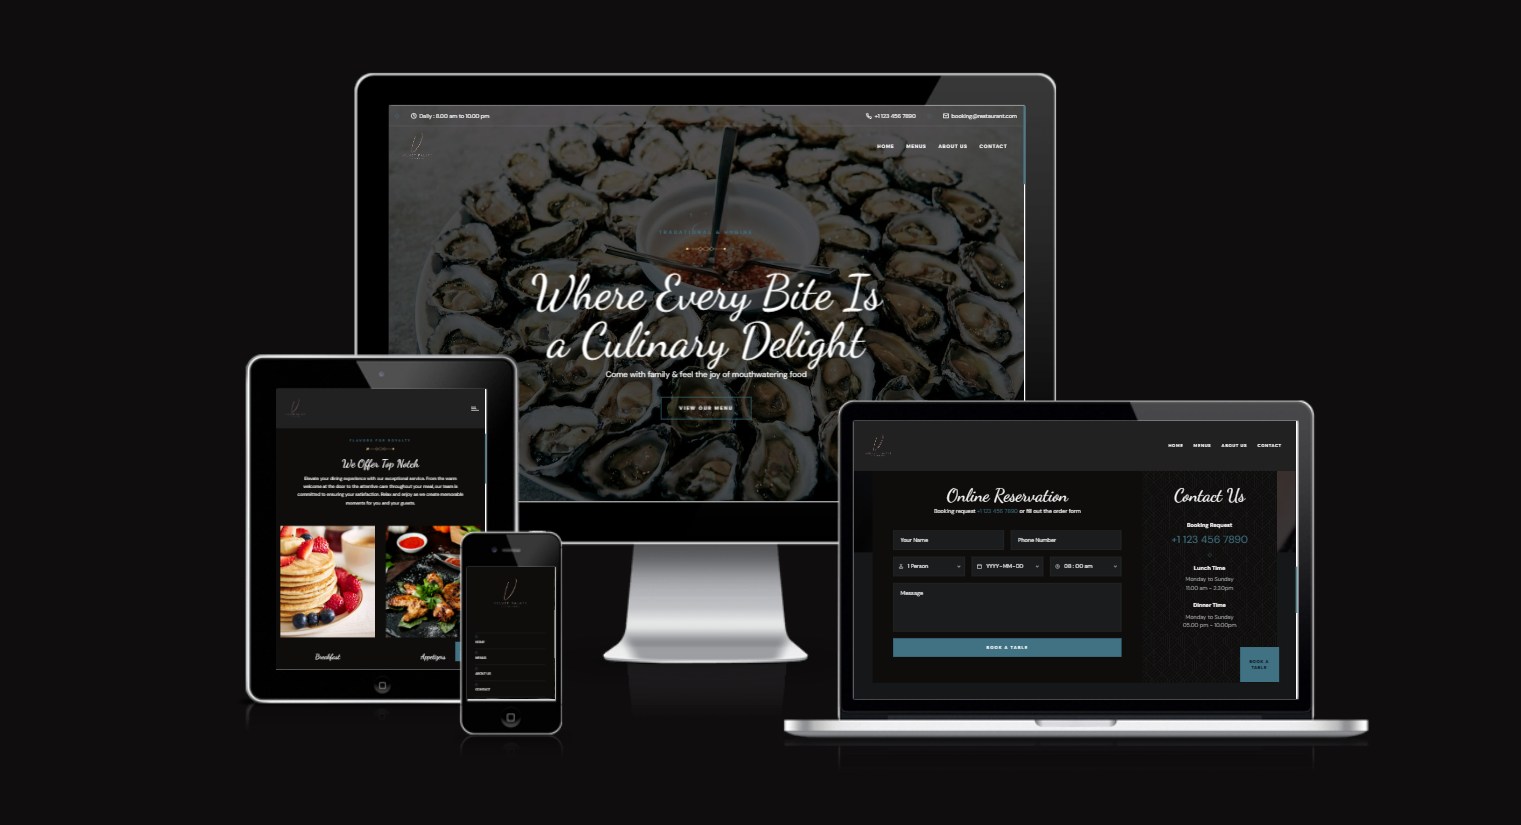 Daily : 8.00 am to 10.00 pm
+1 123 456 7890
booking@restaurant.com
HOME MENUS ABOUT US CONTACT
Where Every Bite Is
a Culinary Delight
Come with family & feel the joy of mouthwatering food
VIEW OUR MENU
FLAVORS FOR ROYALTY
We Offer Top Notch
Elevate your dining experience with our exceptional service. From the warm
welcome at the door to the attentive care throughout your meal, our team is
committed to ensuring your satisfaction. Relax and enjoy as we create memorable
moments for you and your guests.
Breakfast
Appetizers
HOME
MENUS
ABOUT US
CONTACT
HOME MENUS ABOUT US CONTACT
Online Reservation
Booking request +1 123 456 7890 or fill out the order form
Your Name
Phone Number
1 Person
YYYY-MM-DD
08 : 00 am
Message
BOOK A TABLE
Contact Us
Booking Request
+1 123 456 7890
Lunch Time
Monday to Sunday
11.00 am - 2.30pm
Dinner Time
Monday to Sunday
05.00 pm - 10.00pm
BOOK A
TABLE